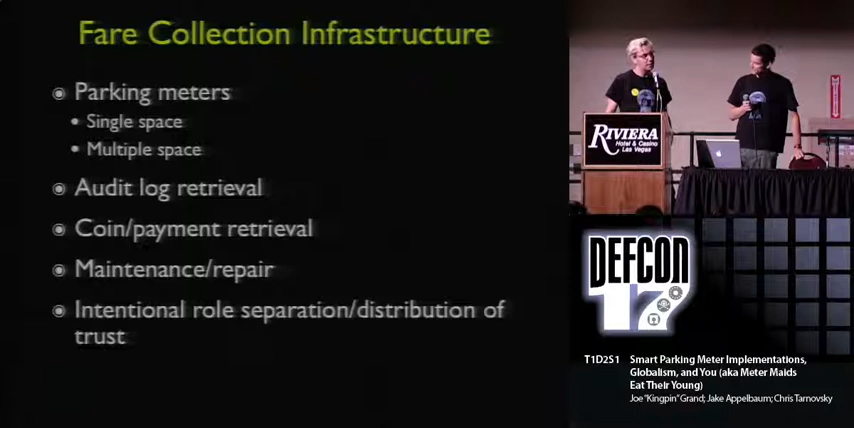 Fare Collection Infrastructure
Parking meters
Single space
Multiple space
Audit log retrieval
Coin/payment retrieval
Maintenance/repair
Intentional role separation/distribution of
trust
RIVIERA
Hotel & Casino
Las Vegas
DEFCON
17
T1D2S1 Smart Parking Meter Implementations,
Globalism, and You (aka Meter Maids
Eat Their Young)
Joe "Kingpin" Grand; Jake Appelbaum; Chris Tarnovsky